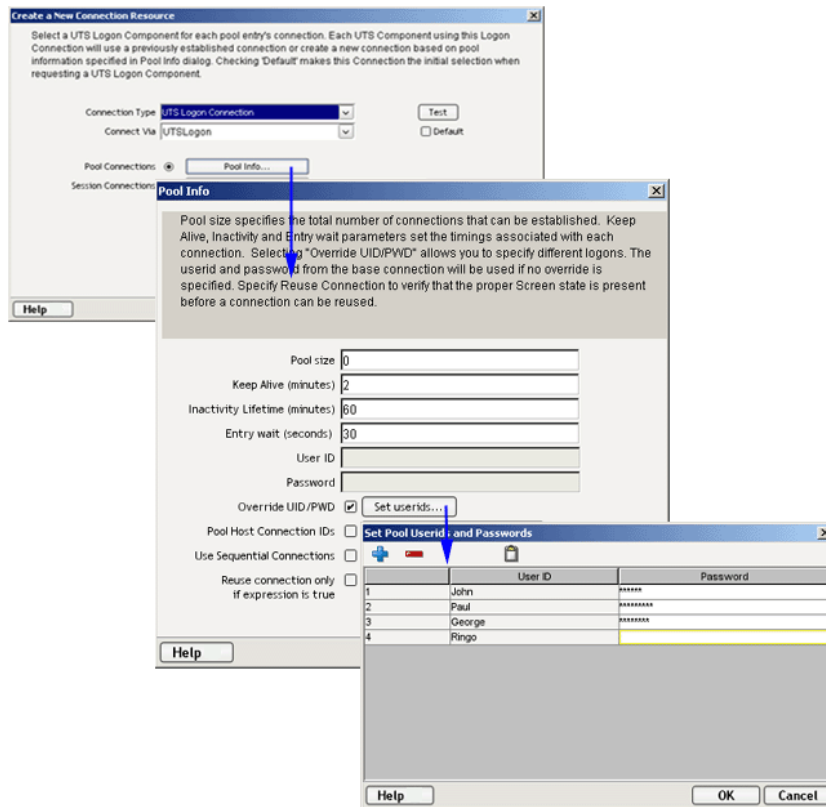 Create a New Connection Resource
Select a UTS Logon Component for each pool entry's connection. Each UTS Component using this Logon
Connection will use a previously established connection or create a new connection based on pool
information specified in Pool Info dialog. Checking 'Default' makes this Connection the initial selection when
requesting a UTS Logon Component.
Connection Type UTS Logon Connection Test
Connect Via UTSLogon Default
Pool Connections Pool Info...
Session Connections
Help
Pool Info
Pool size specifies the total number of connections that can be established. Keep
Alive, Inactivity and Entry wait parameters set the timings associated with each
connection. Selecting "Override UID/PWD" allows you to specify different logons. The
userid and password from the base connection will be used if no override is
specified. Specify Reuse Connection to verify that the proper Screen state is present
before a connection can be reused.
Pool size 0
Keep Alive (minutes) 2
Inactivity Lifetime (minutes) 60
Entry wait (seconds) 30
User ID
Password
Override UID/PWD Set userids...
Pool Host Connection IDs
Use Sequential Connections
Reuse connection only
if expression is true
Help
Set Pool Userids and Passwords
User ID Password
1 John ******
2 Paul *********
3 George ********
4 Ringo
Help OK Cancel